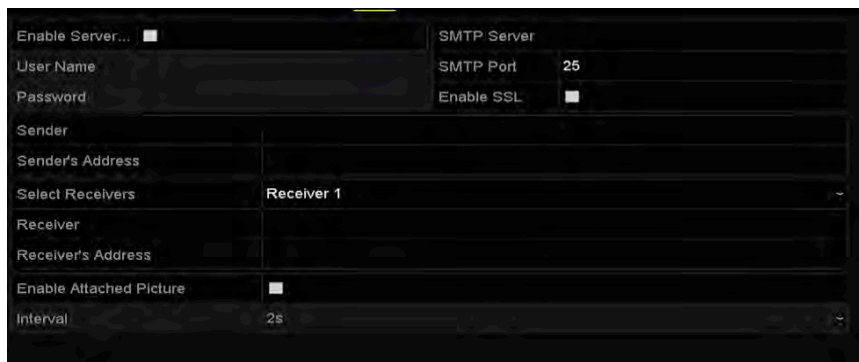 Enable Server... SMTP Server
User Name SMTP Port 25
Password Enable SSL
Sender
Sender's Address
Select Receivers Receiver 1
Receiver
Receiver's Address
Enable Attached Picture
Interval 2s